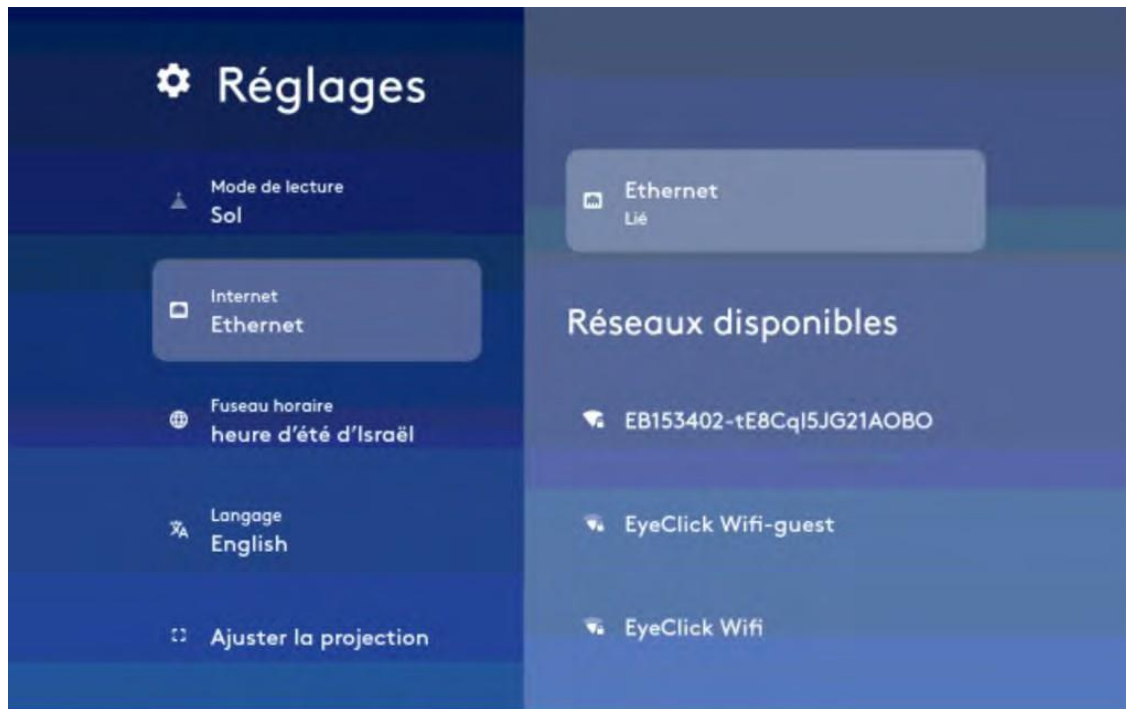 Réglages
Mode de lecture
Sol
Internet
Ethernet
Fuseau horaire
heure d'été d'Israël
Langage
English
Ajuster la projection
Ethernet
Lié
Réseaux disponibles
EB153402-tE8CqI5JG21AOBO
EyeClick Wifi-guest
EyeClick Wifi